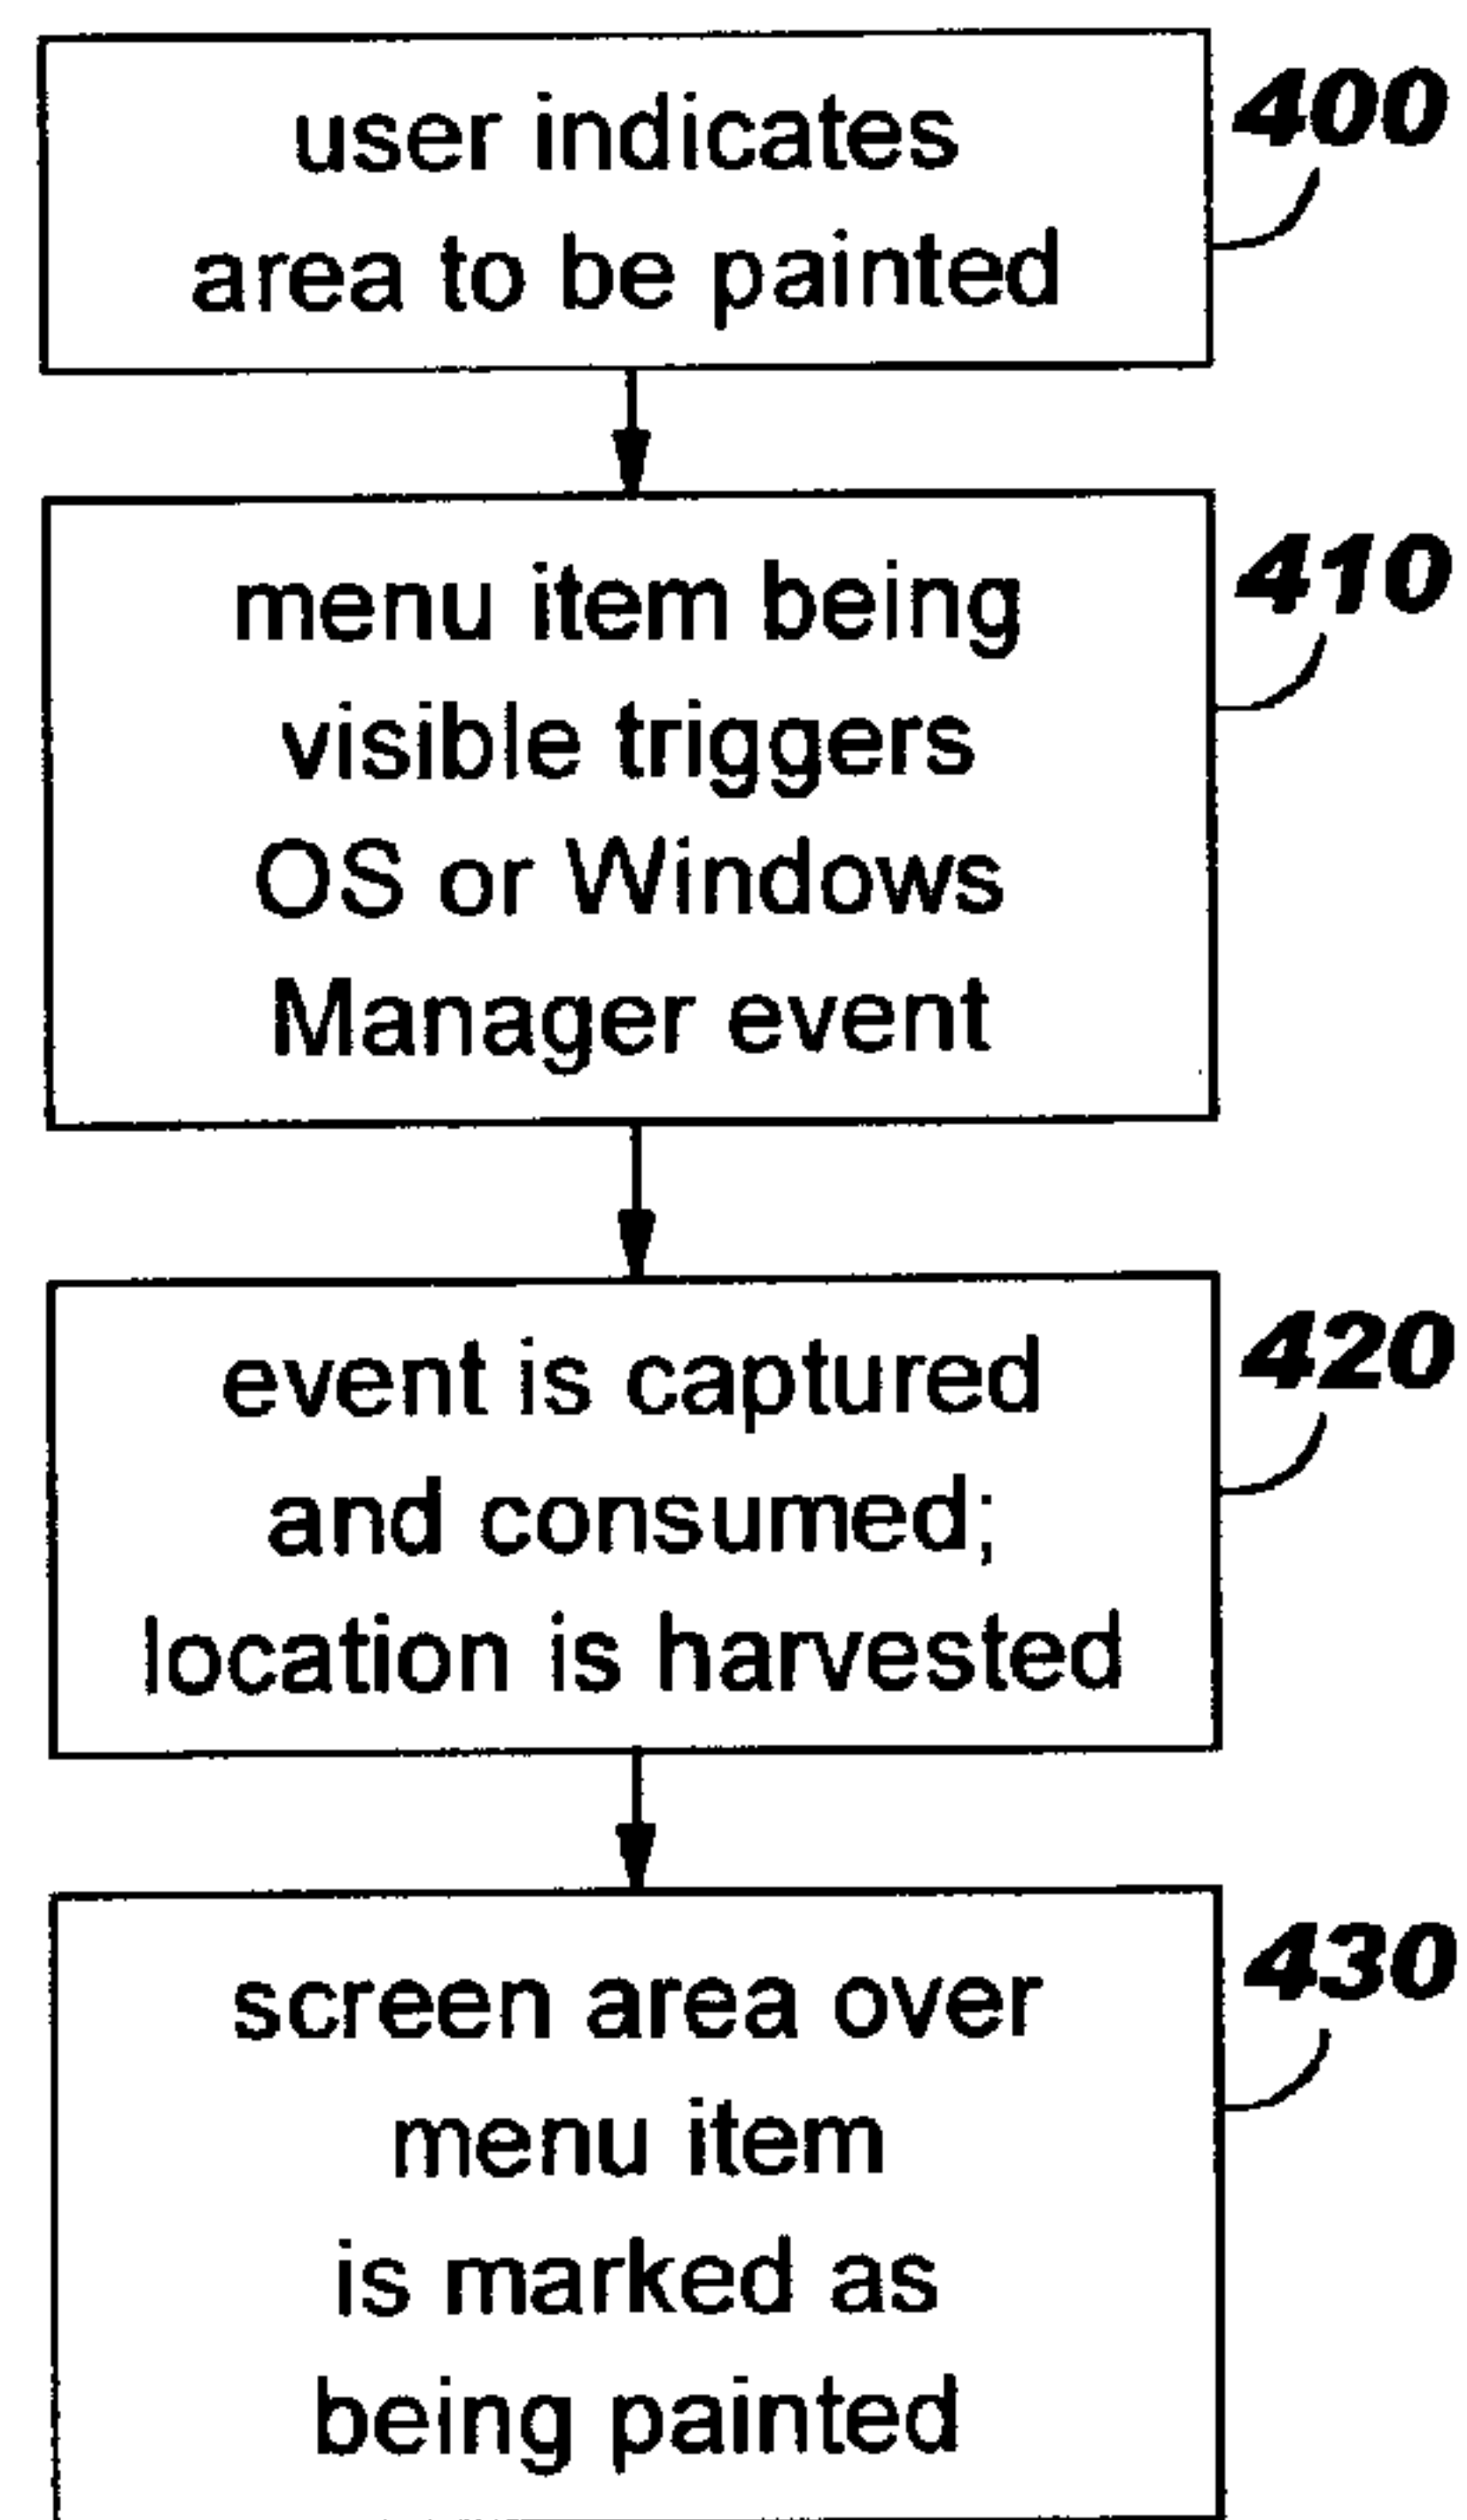 user indicates
area to be painted
400
menu item being
visible triggers
OS or Windows
Manager event
410
event is captured
and consumed;
location is harvested
420
screen area over
menu item
is marked as
being painted
430